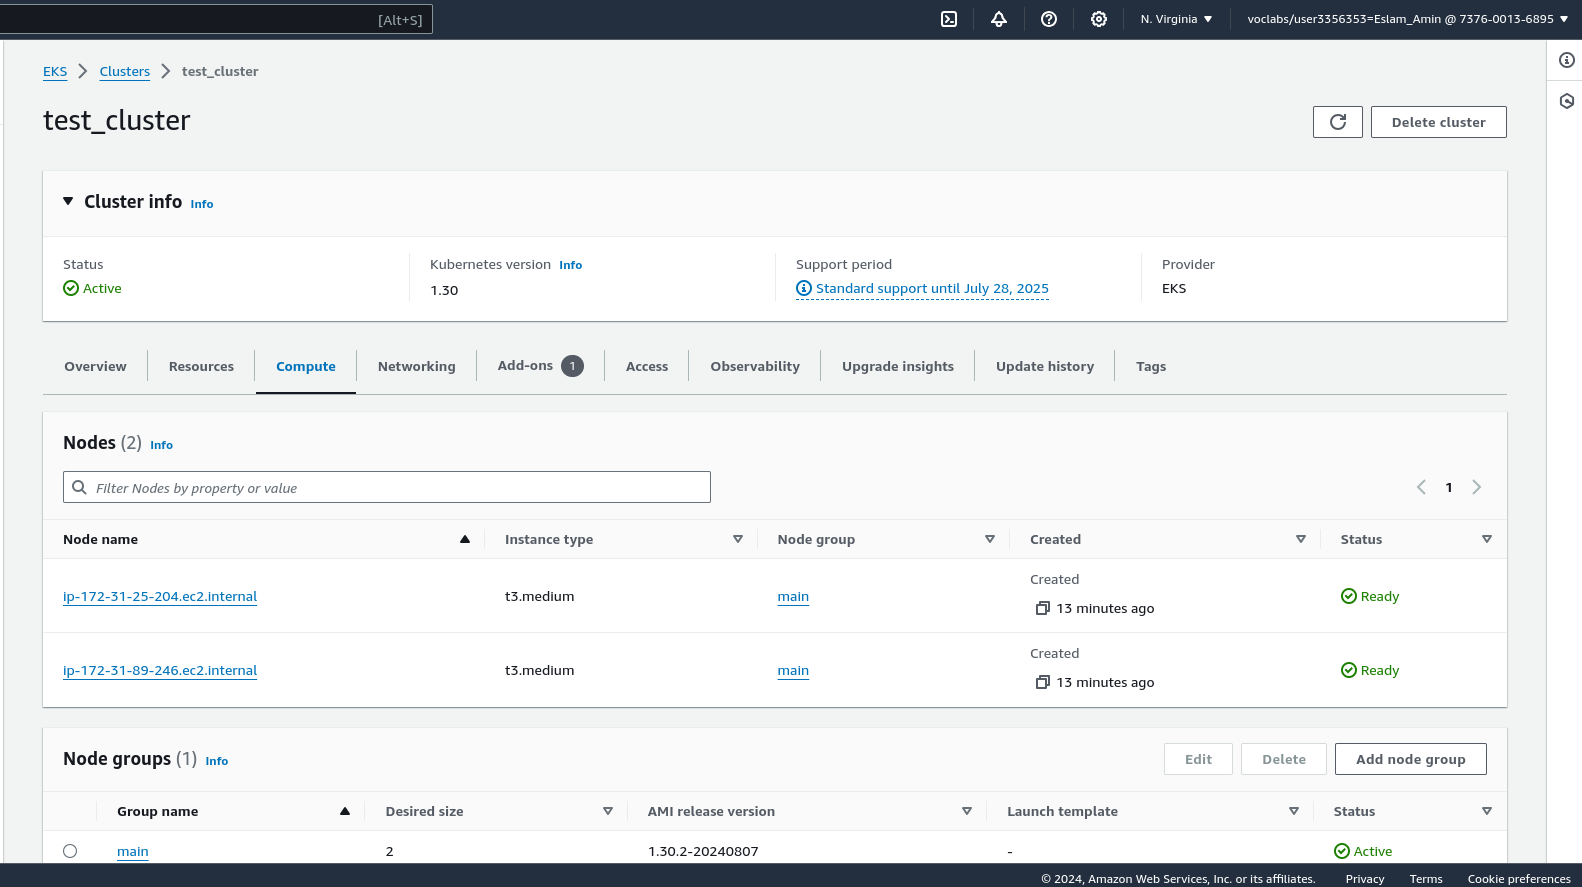 [Alt+S]
N. Virginia
voclabs/user3356353=Eslam_Amin @ 7376-0013-6895
EKS
Clusters
test_cluster
test_cluster
Delete cluster
Cluster info Info
Status
Active
Kubernetes version Info
1.30
Support period
Standard support until July 28, 2025
Provider
EKS
Overview
Resources
Compute
Networking
Add-ons 1
Access
Observability
Upgrade insights
Update history
Tags
Nodes (2) Info
Filter Nodes by property or value
1
Node name Instance type Node group Created Status
Created
ip-172-31-25-204.ec2.internal t3.medium main 13 minutes ago Ready
Created
ip-172-31-89-246.ec2.internal t3.medium main 13 minutes ago Ready
Node groups (1) Info
Edit
Delete
Add node group
Group name Desired size AMI release version Launch template Status
main 2 1.30.2-20240807 - Active
© 2024, Amazon Web Services, Inc. or its affiliates. Privacy Terms Cookie preferences